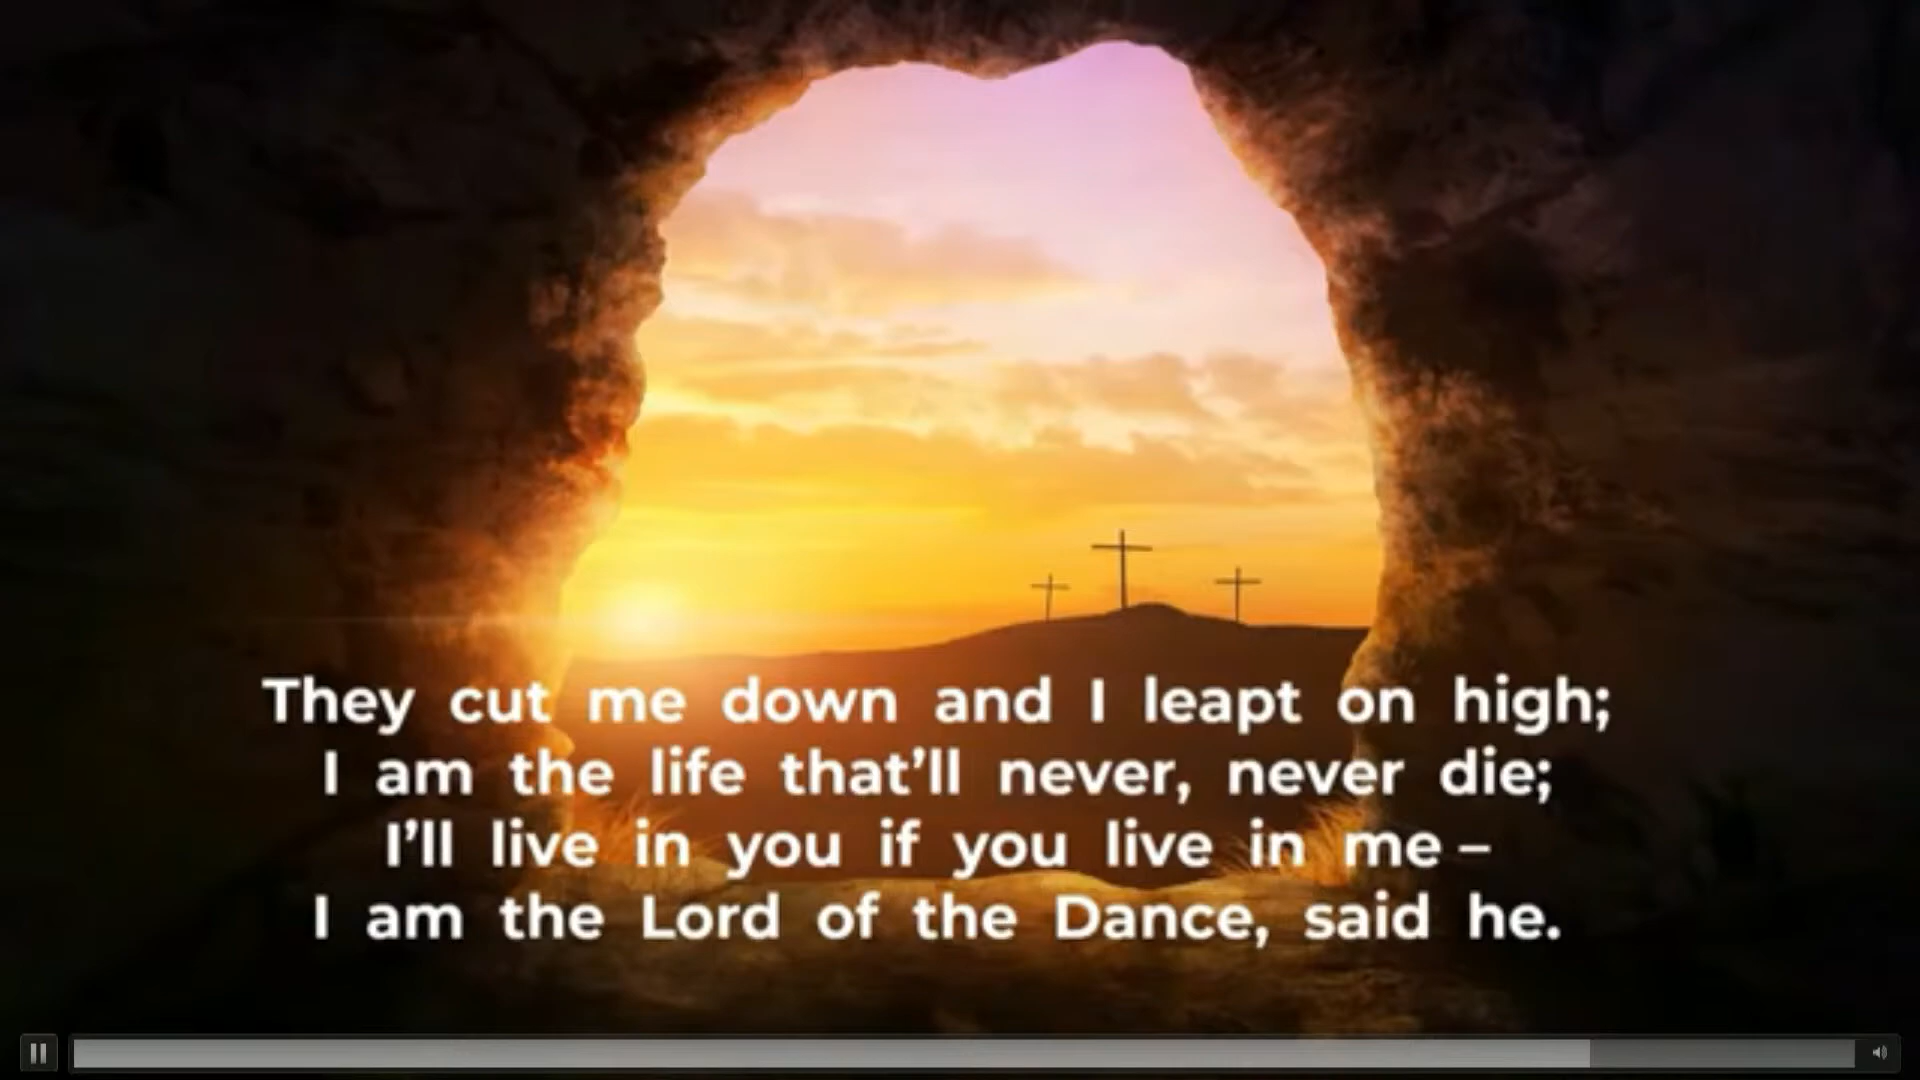 They cut me down and I leapt on high;
I am the life that’ll never, never die;
I’ll live in you if you live in me –
I am the Lord of the Dance, said he.